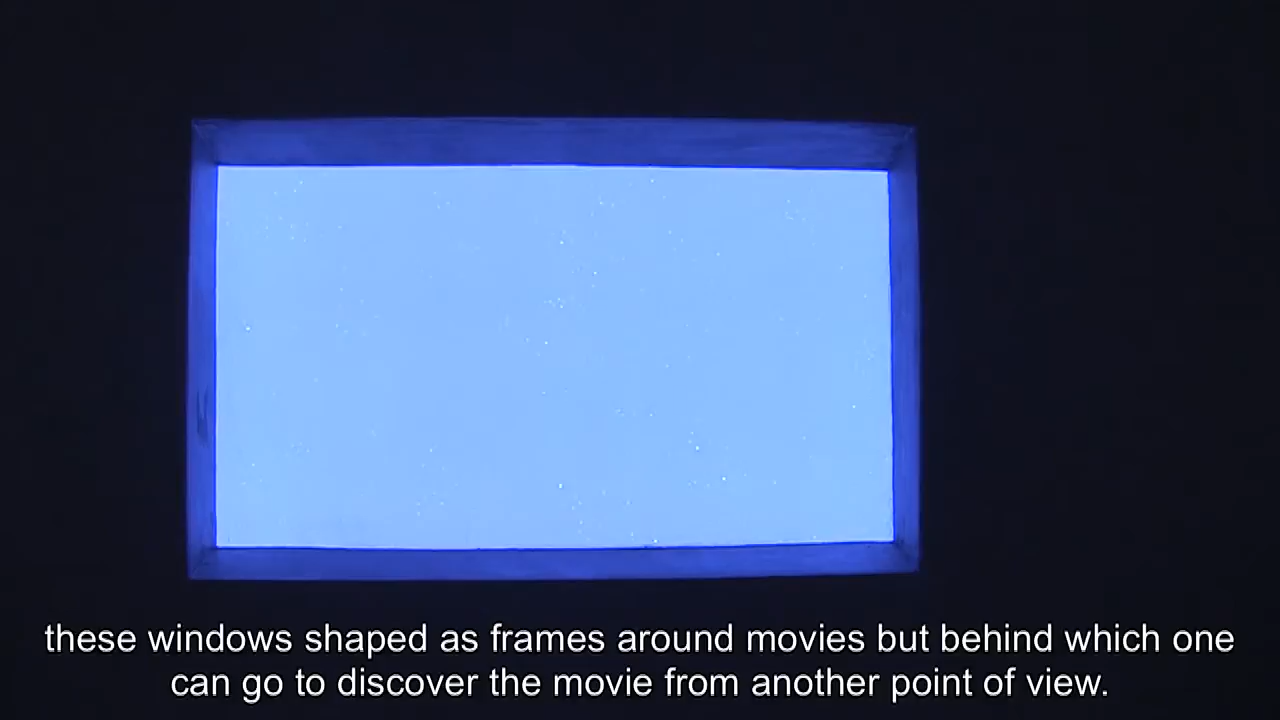 these windows shaped as frames around movies but behind which one
can go to discover the movie from another point of view.